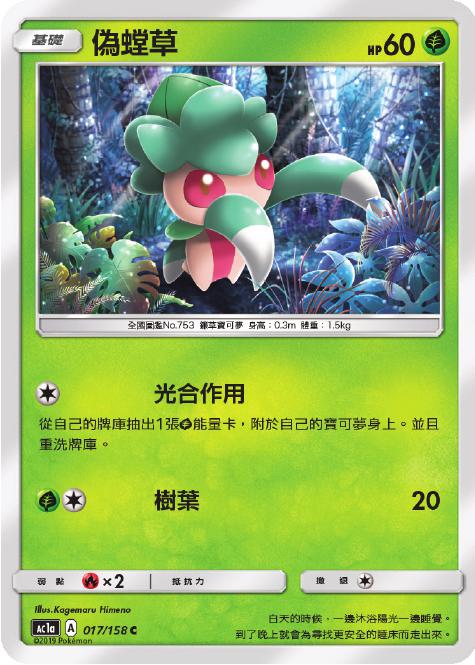 基礎 偽螳草 HP60
全國圖鑑No.753 鐮草寶可夢 身高：0.3m 體重：1.5kg
光合作用
從自己的牌庫抽出1張能量卡，附於自己的寶可夢身上。並且
重洗牌庫。
樹葉 20
弱點 ×2 抵抗力 撤退
Illus.Kagemaru Himeno
AC1a A 017/158 C
©2019 Pokémon
白天的時候，一邊沐浴陽光一邊睡覺。
到了晚上就會為尋找更安全的睡床而走出來。